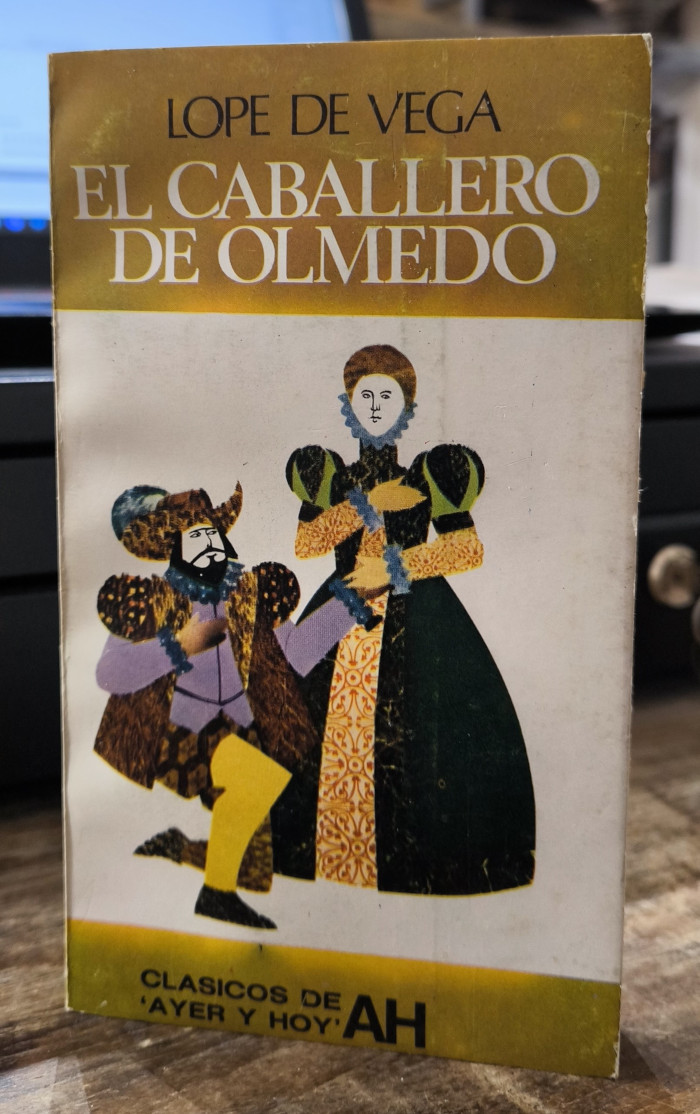 LOPE DE VEGA
EL CABALLERO
DE OLMEDO
CLASICOS DE
'AYER Y HOY' AH